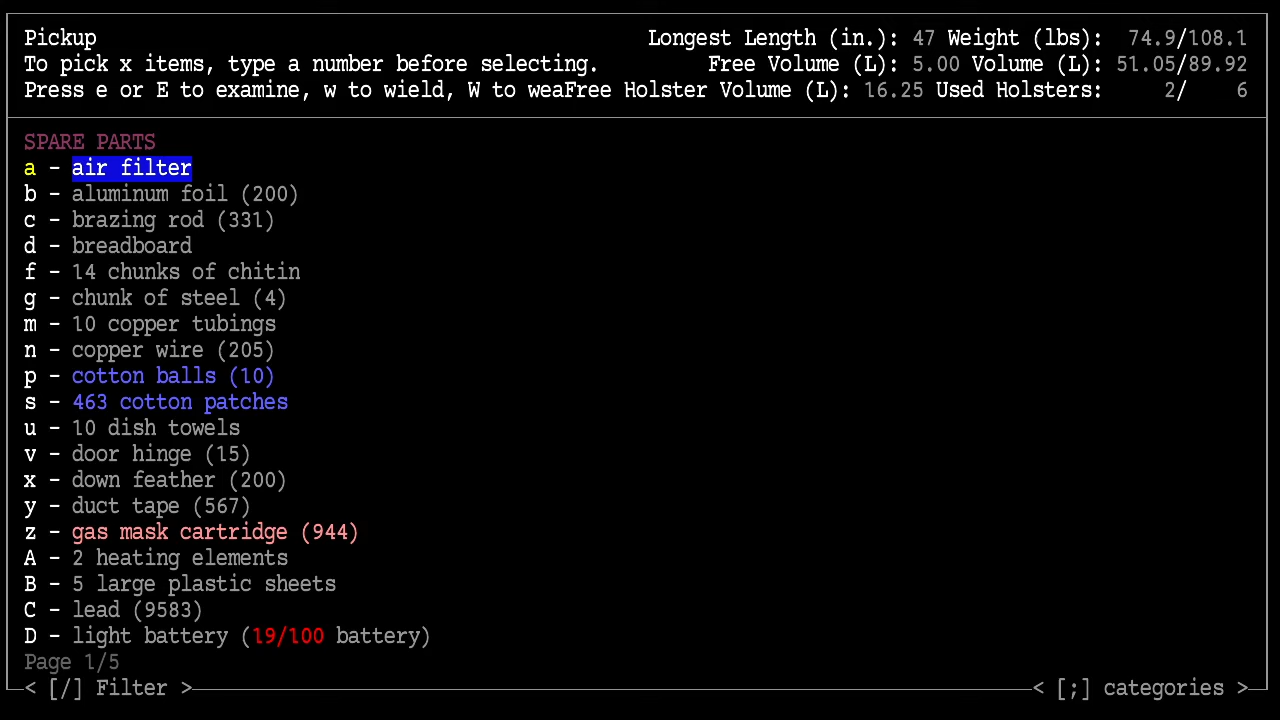 Pickup Longest Length (in.): 47 Weight (lbs): 74.9/108.1
To pick x items, type a number before selecting. Free Volume (L): 5.00 Volume (L): 51.05/89.92
Press e or E to examine, w to wield, W to weaFree Holster Volume (L): 16.25 Used Holsters: 2/ 6
SPARE PARTS
a - air filter
b - aluminum foil (200)
c - brazing rod (331)
d - breadboard
f - 14 chunks of chitin
g - chunk of steel (4)
m - 10 copper tubings
n - copper wire (205)
p - cotton balls (10)
s - 463 cotton patches
u - 10 dish towels
v - door hinge (15)
x - down feather (200)
y - duct tape (567)
z - gas mask cartridge (944)
A - 2 heating elements
B - 5 large plastic sheets
C - lead (9583)
D - light battery (19/100 battery)
Page 1/5
< [/] Filter > < [;] categories >